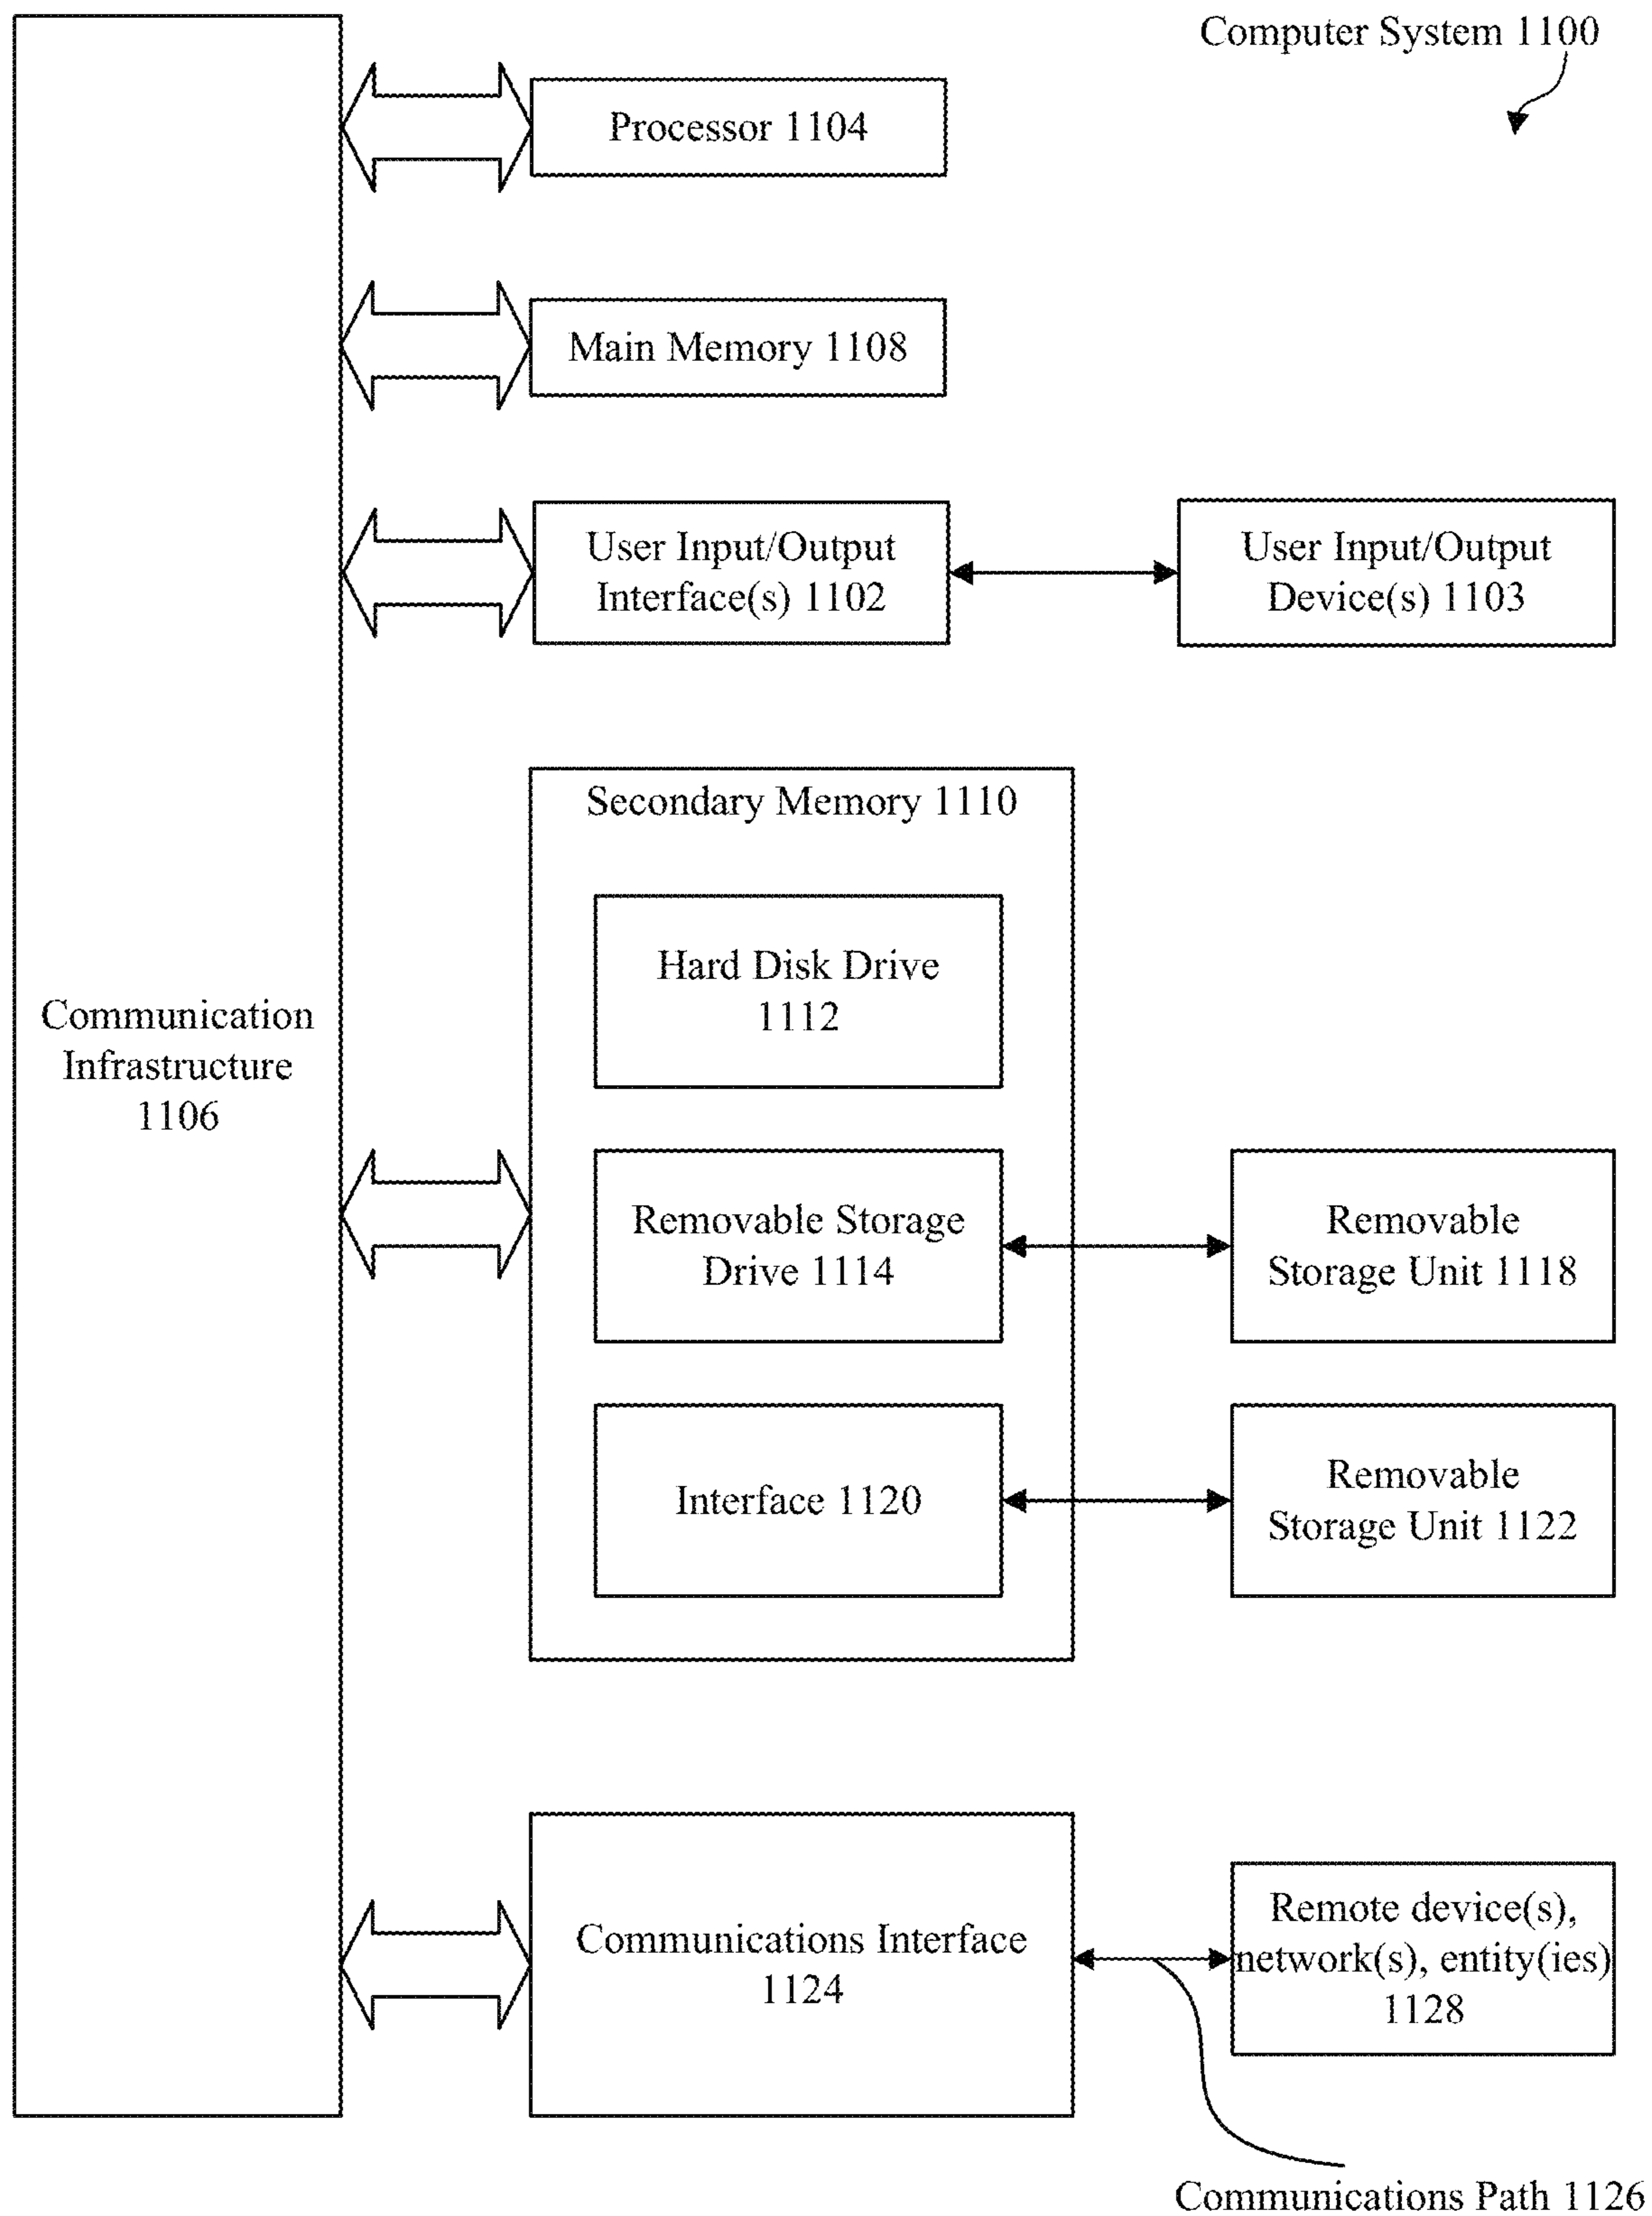 Computer System 1100
Processor 1104
Main Memory 1108
User Input/Output
Interface(s) 1102
User Input/Output
Device(s) 1103
Secondary Memory 1110
Hard Disk Drive
1112
Communication
Infrastructure
1106
Removable Storage
Drive 1114
Removable
Storage Unit 1118
Interface 1120
Removable
Storage Unit 1122
Communications Interface
1124
Remote device(s),
network(s), entity(ies)
1128
Communications Path 1126